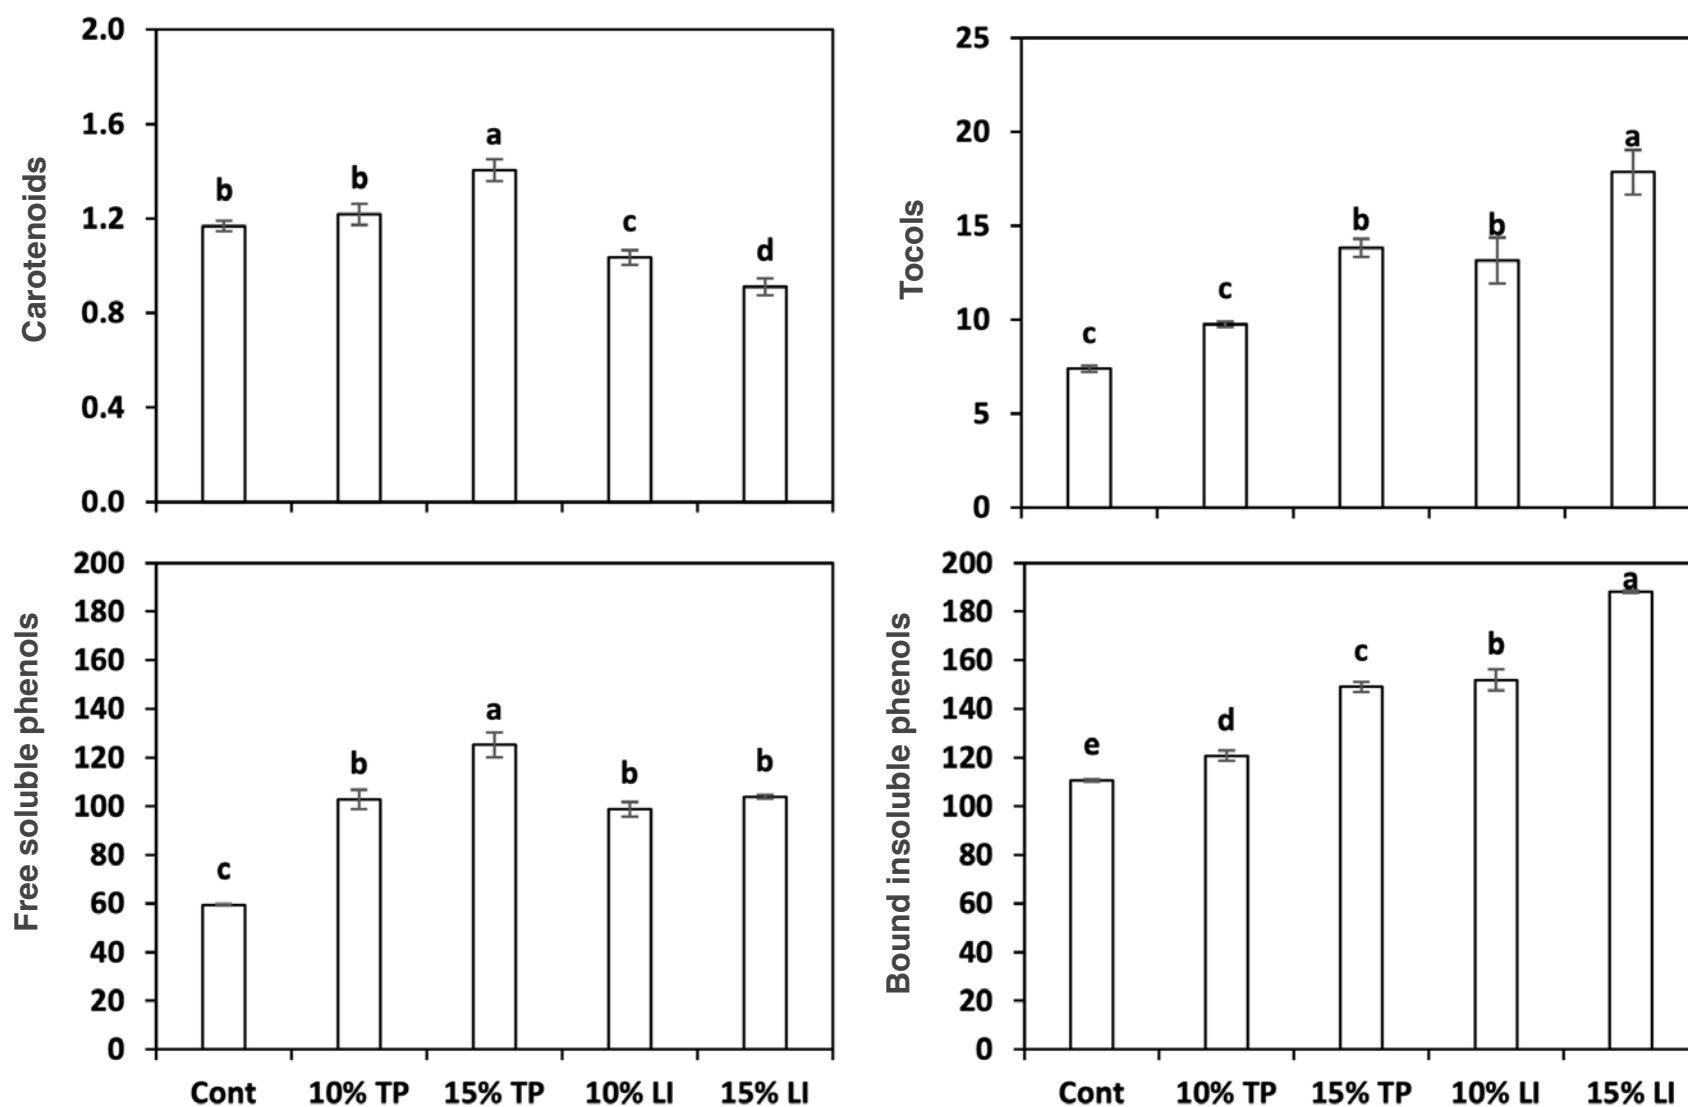 Carotenoids
2.0
1.6
1.2
0.8
0.4
0.0
b
b
a
c
d
Tocols
25
20
15
10
5
0
c
c
b
b
a
Free soluble phenols
200
180
160
140
120
100
80
60
40
20
0
c
b
a
b
b
Cont 10% TP 15% TP 10% LI 15% LI
Bound insoluble phenols
200
180
160
140
120
100
80
60
40
20
0
e
d
c
b
a
Cont 10% TP 15% TP 10% LI 15% LI